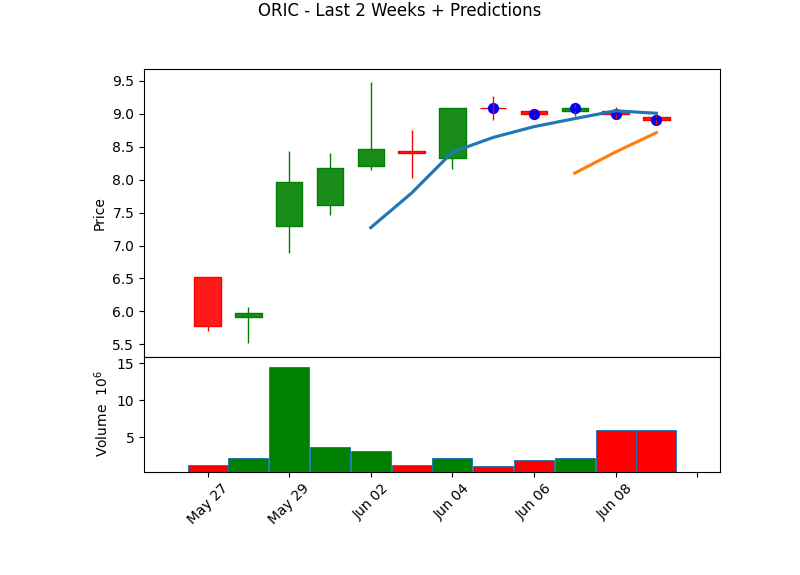 ORIC - Last 2 Weeks + Predictions
Price
9.5
9.0
8.5
8.0
7.5
7.0
6.5
6.0
5.5
Volume 10^6
15
10
5
May 27
May 29
Jun 02
Jun 04
Jun 06
Jun 08